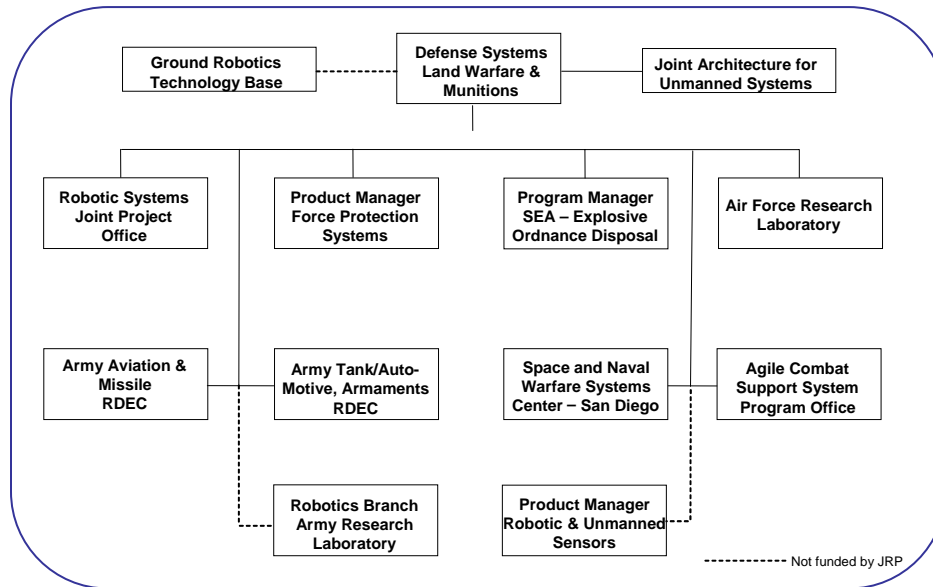 Ground Robotics
Technology Base
Defense Systems
Land Warfare &
Munitions
Joint Architecture for
Unmanned Systems
Robotic Systems
Joint Project
Office
Product Manager
Force Protection
Systems
Program Manager
SEA – Explosive
Ordnance Disposal
Air Force Research
Laboratory
Army Aviation &
Missile
RDEC
Army Tank/Auto-
Motive, Armaments
RDEC
Space and Naval
Warfare Systems
Center – San Diego
Agile Combat
Support System
Program Office
Robotics Branch
Army Research
Laboratory
Product Manager
Robotic & Unmanned
Sensors
Not funded by JRP